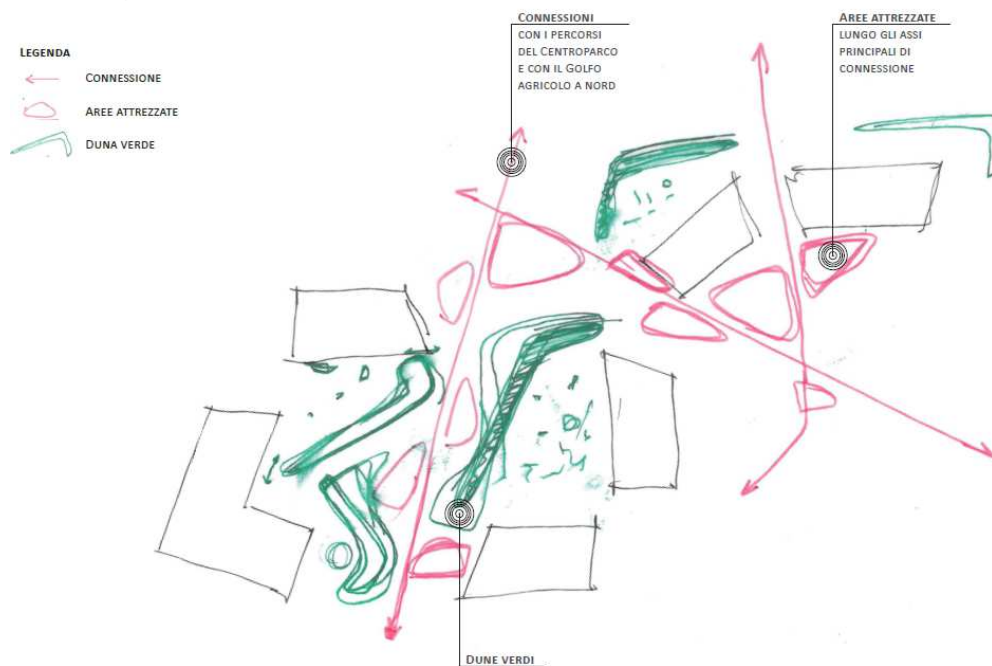 LEGENDA
CONNESSIONE
AREE ATTREZZATE
DUNA VERDE
CONNESSIONI
CON I PERCORSI
DEL CENTROPARCO
E CON IL GOLFO
AGRICOLO A NORD
AREE ATTREZZATE
LUNGO GLI ASSI
PRINCIPALI DI
CONNESSIONE
DUNE VERDI